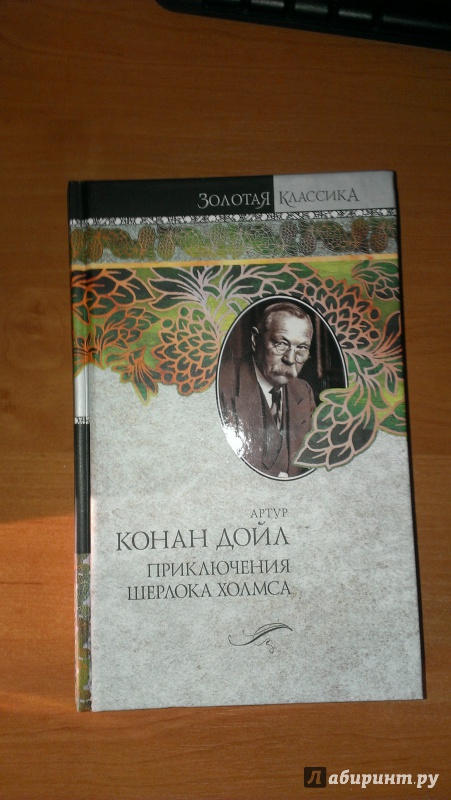 ЗОЛОТАЯ КЛАССИКА
АРТУР
КОНАН ДОЙЛ
ПРИКЛЮЧЕНИЯ
ШЕРЛОКА ХОЛМСА
Лабиринт.ру